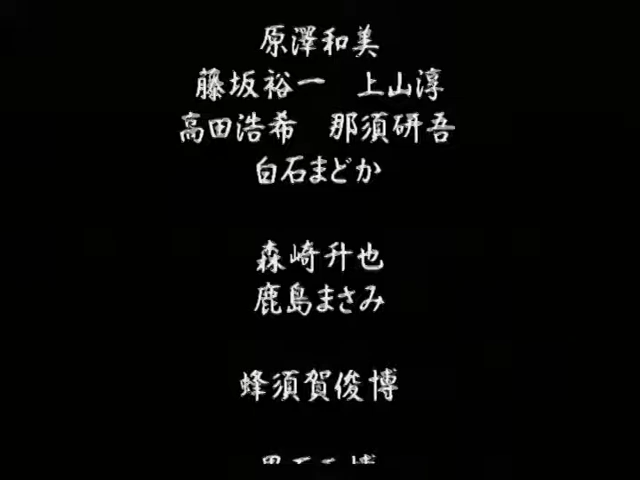 原澤和美
藤坂裕一　上山淳
高田浩希　那須研吾
白石まどか
森崎升也
鹿島まさみ
蜂須賀俊博